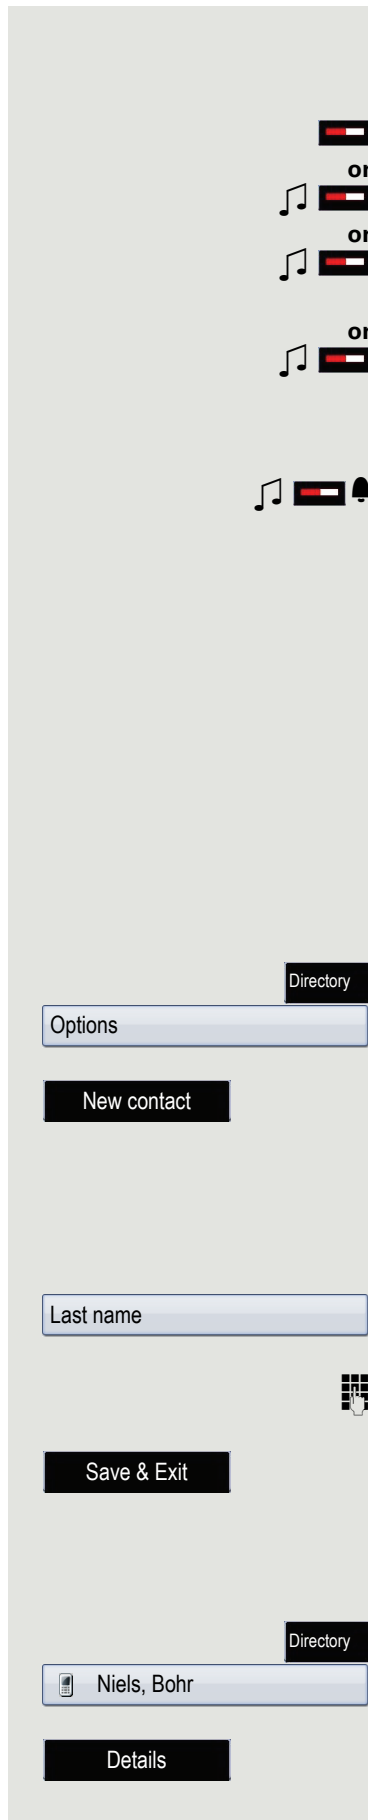 or
or
or
Directory
Options
New contact
Last name
Save & Exit
Directory
Niels, Bohr
Details